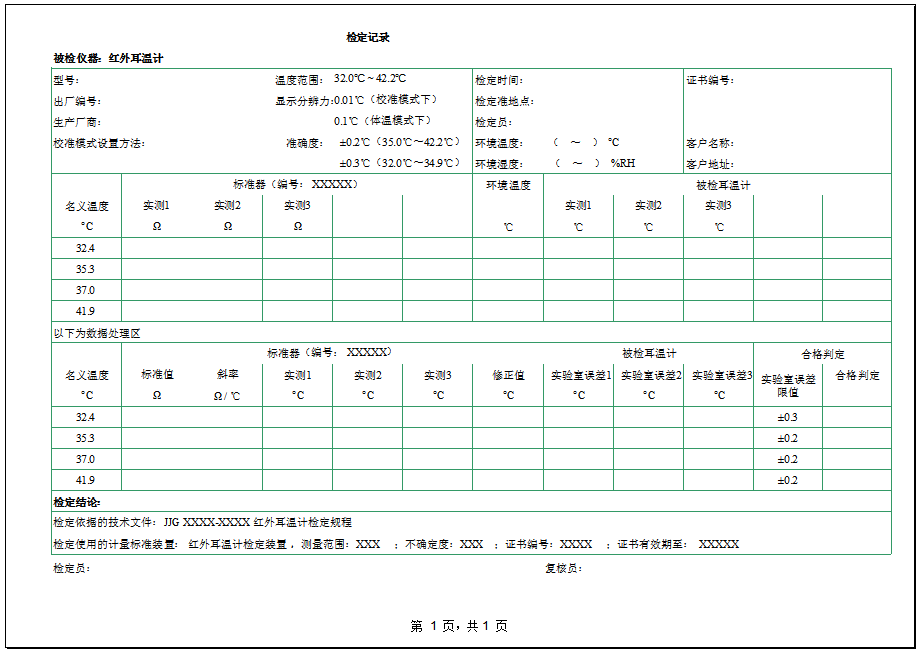 检定记录
被检仪器：红外耳温计
型号： 温度范围： 32.0℃～42.2℃ 检定时间： 证书编号：
出厂编号： 显示分辨力:0.01℃（校准模式下） 检定准地点：
生产厂商： 0.1℃（体温模式下） 检定员：
校准模式设置方法： 准确度： ±0.2℃（35.0℃～42.2℃） 环境温度： （ ～ ） ℃ 客户名称：
±0.3℃（32.0℃～34.9℃） 环境湿度： （ ～ ） %RH 客户地址：
标准器（编号： XXXXX） 环境温度 被检耳温计
名义温度 实测1 实测2 实测3 实测1 实测2 实测3
°C Ω Ω Ω ℃ ℃ ℃ ℃
32.4
35.3
37.0
41.9
以下为数据处理区
标准器（编号： XXXXX） 被检耳温计 合格判定
名义温度 标准值 斜率 实测1 实测2 实测3 修正值 实验室误差1 实验室误差2 实验室误差3 实验室误差限值 合格判定
°C Ω Ω / ℃ °C °C °C °C °C °C °C
32.4 ±0.3
35.3 ±0.2
37.0 ±0.2
41.9 ±0.2
检定结论:
检定依据的技术文件： JJG XXXX-XXXX 红外耳温计检定规程
检定使用的计量标准装置： 红外耳温计检定装置 ，测量范围：XXX ；不确定度：XXX ；证书编号：XXXX ；证书有效期至： XXXXX
检定员： 复核员：
第 1 页，共 1 页